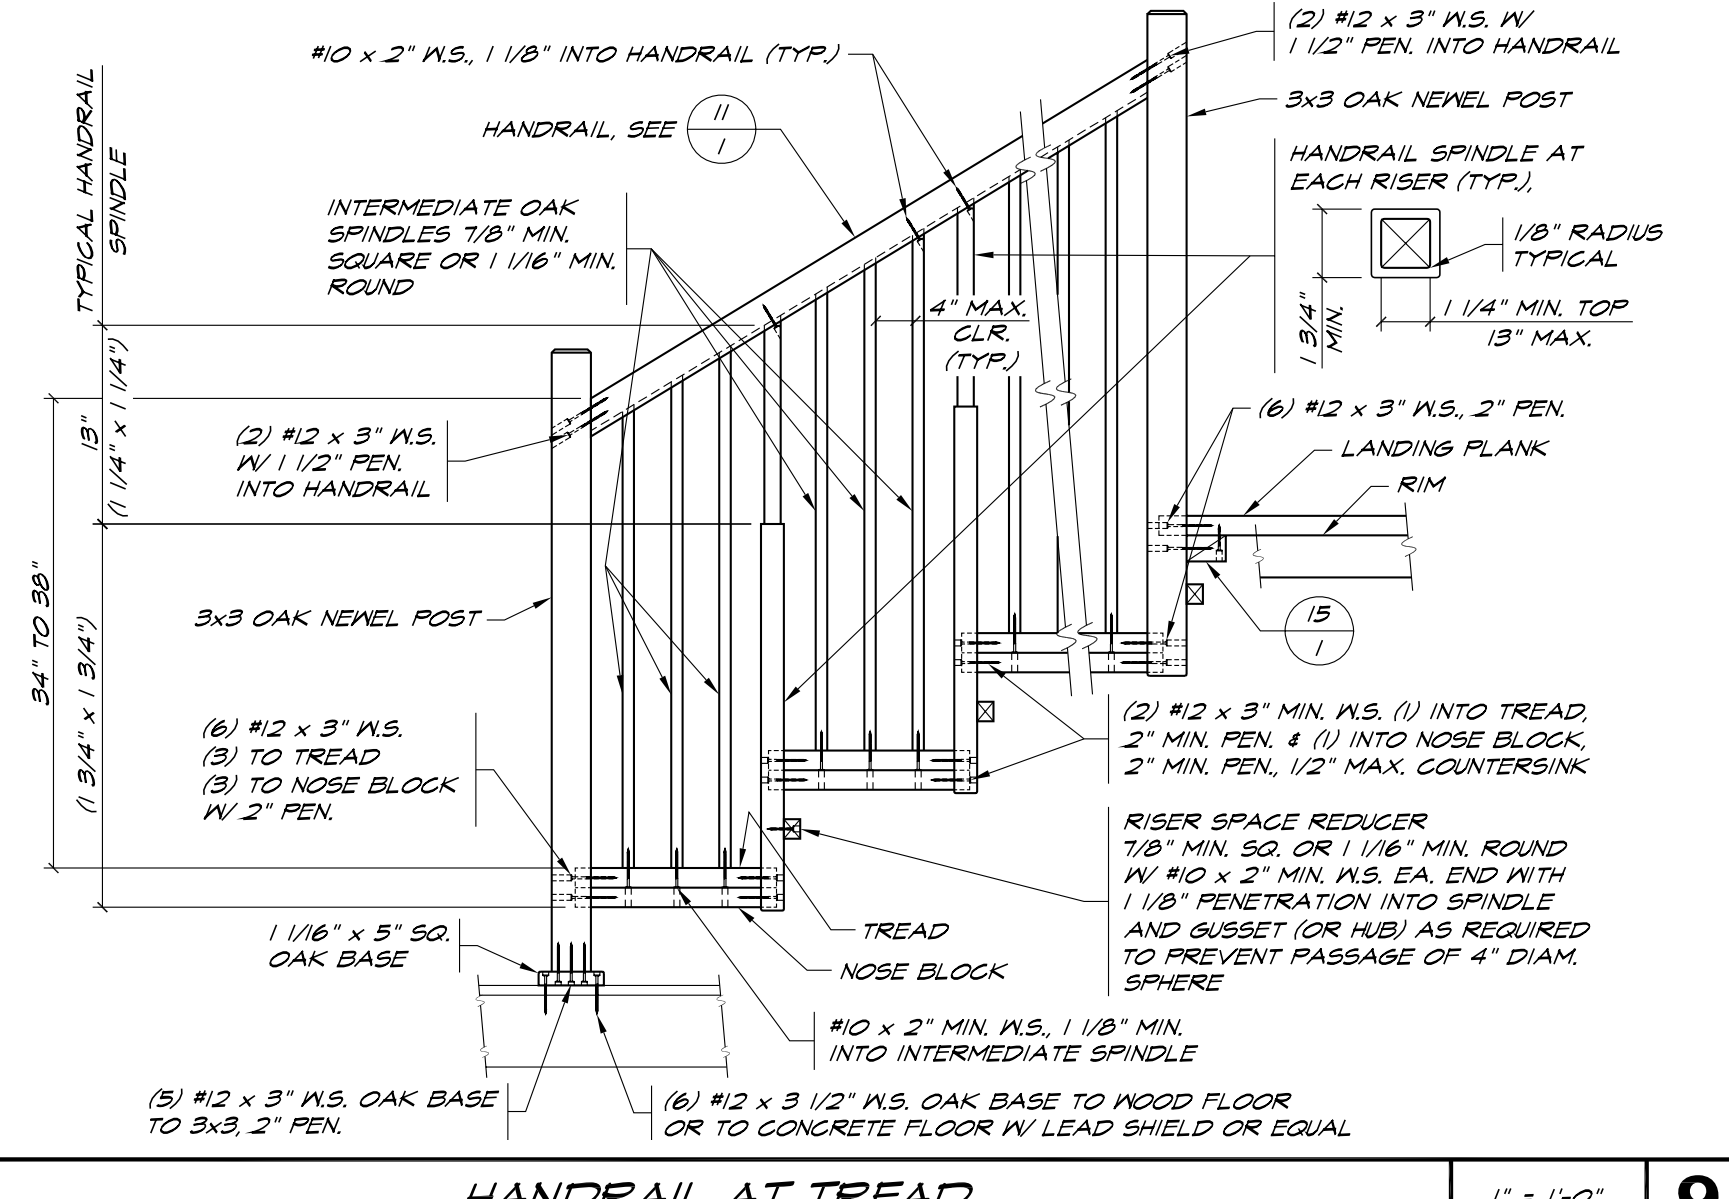 #10 x 2" W.S., 1 1/8" INTO HANDRAIL (TYP.)
(2) #12 x 3" W.S. W/
1 1/2" PEN. INTO HANDRAIL
3x3 OAK NEWEL POST
HANDRAIL, SEE
11
1
HANDRAIL SPINDLE AT
EACH RISER (TYP.),
1/8" RADIUS
TYPICAL
1 3/4"
MIN.
1 1/4" MIN. TOP
13" MAX.
TYPICAL HANDRAIL
SPINDLE
INTERMEDIATE OAK
SPINDLES 7/8" MIN.
SQUARE OR 1 1/16" MIN.
ROUND
4" MAX.
CLR.
(TYP.)
13"
(1 1/4" x 1 1/4")
(2) #12 x 3" W.S.
W/ 1 1/2" PEN.
INTO HANDRAIL
(6) #12 x 3" W.S., 2" PEN.
LANDING PLANK
RIM
34" TO 38"
(1 3/4" x 1 3/4")
3x3 OAK NEWEL POST
15
1
(6) #12 x 3" W.S.
(3) TO TREAD
(3) TO NOSE BLOCK
W/ 2" PEN.
(2) #12 x 3" MIN. W.S. (1) INTO TREAD,
2" MIN. PEN. & (1) INTO NOSE BLOCK,
2" MIN. PEN., 1/2" MAX. COUNTERSINK
RISER SPACE REDUCER
7/8" MIN. SQ. OR 1 1/16" MIN. ROUND
W/ #10 x 2" MIN. W.S. EA. END WITH
1 1/8" PENETRATION INTO SPINDLE
AND GUSSET (OR HUB) AS REQUIRED
TO PREVENT PASSAGE OF 4" DIAM.
SPHERE
1 1/16" x 5" SQ.
OAK BASE
TREAD
NOSE BLOCK
#10 x 2" MIN. W.S., 1 1/8" MIN.
INTO INTERMEDIATE SPINDLE
(5) #12 x 3" W.S. OAK BASE
TO 3x3, 2" PEN.
(6) #12 x 3 1/2" W.S. OAK BASE TO WOOD FLOOR
OR TO CONCRETE FLOOR W/ LEAD SHIELD OR EQUAL
HANDRAIL AT TREAD
1" = 1'-0"